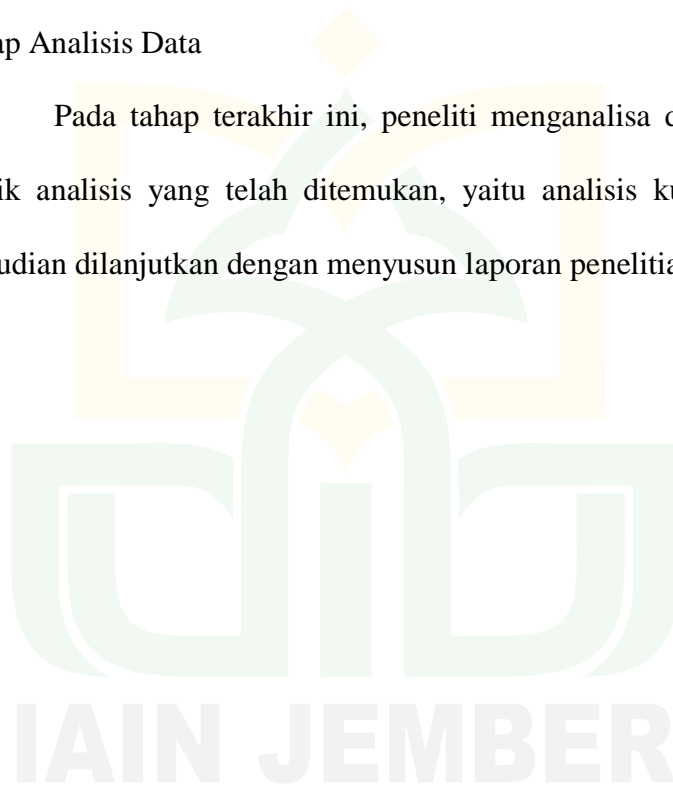 ap Analisis Data
Pada tahap terakhir ini, peneliti menganalisa d
ik analisis yang telah ditemukan, yaitu analisis ku
udian dilanjutkan dengan menyusun laporan penelitia
IAIN JEMBER